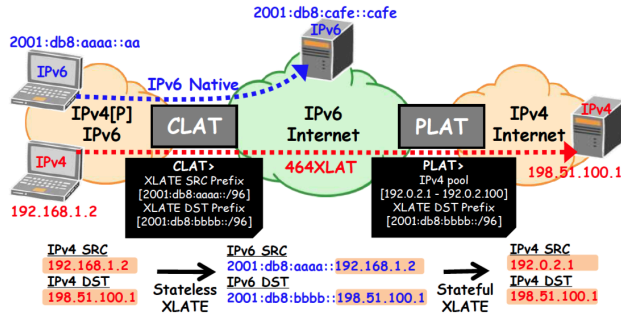 2001:db8:cafe::cafe
2001:db8:aaaa::aa
IPv6
IPv6
IPv6 Native
IPv4[P]
IPv6
CLAT
IPv6
Internet
PLAT
IPv4
Internet
IPv4
IPv4
464XLAT
198.51.100.1
192.168.1.2
CLAT>
XLATE SRC Prefix
[2001:db8:aaaa::/96]
XLATE DST Prefix
[2001:db8:bbbb::/96]
PLAT>
IPv4 pool
[192.0.2.1 - 192.0.2.100]
XLATE DST Prefix
[2001:db8:bbbb::/96]
IPv4 SRC
192.168.1.2
IPv4 DST
198.51.100.1
Stateless
XLATE
IPv6 SRC
2001:db8:aaaa::192.168.1.2
IPv6 DST
2001:db8:bbbb::198.51.100.1
Stateful
XLATE
IPv4 SRC
192.0.2.1
IPv4 DST
198.51.100.1